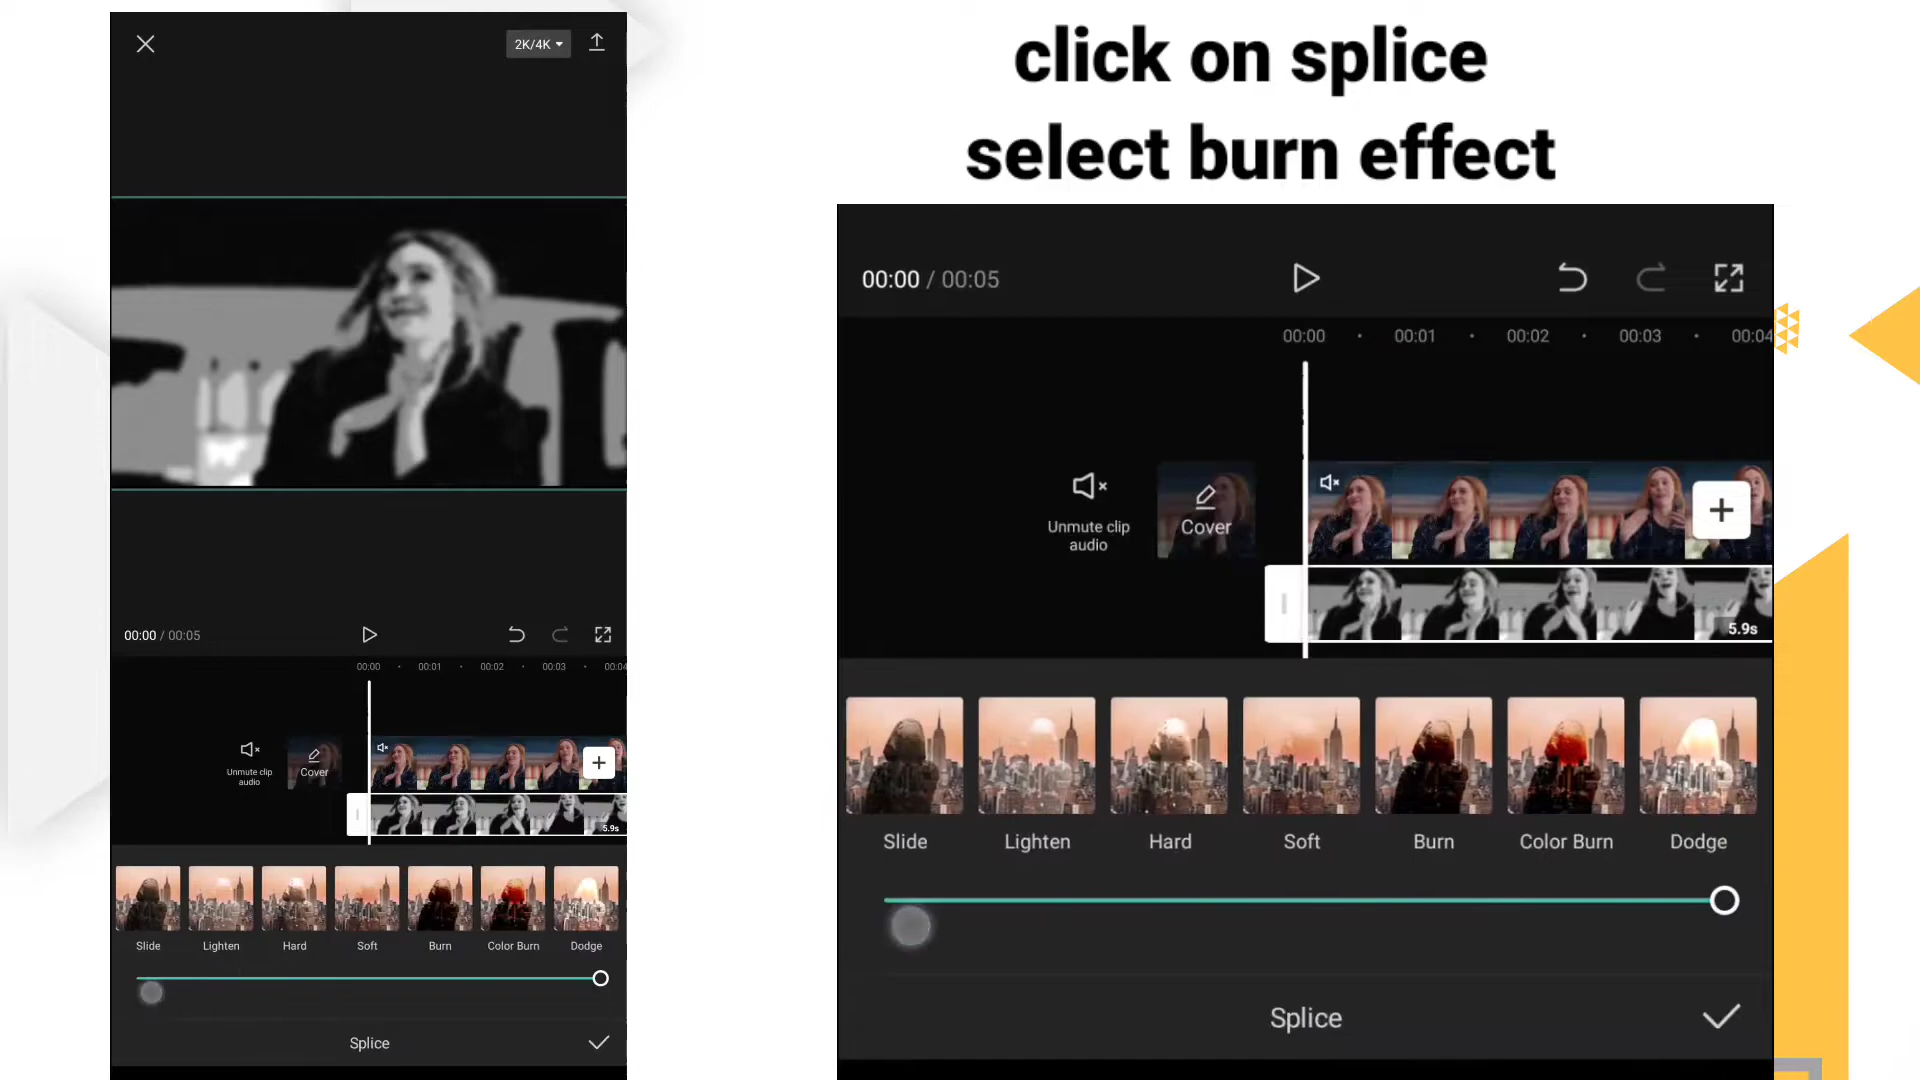 click on splice
select burn effect
2K/4K
00:00 / 00:05
00:00 00:01 00:02 00:03 00:04
Unmute clip
audio
Cover
5.9s
Slide Lighten Hard Soft Burn Color Burn Dodge
Splice
00:00 / 00:05
00:00 00:01 00:02 00:03 00:04
Unmute clip
audio
Cover
5.9s
Slide Lighten Hard Soft Burn Color Burn Dodge
Splice